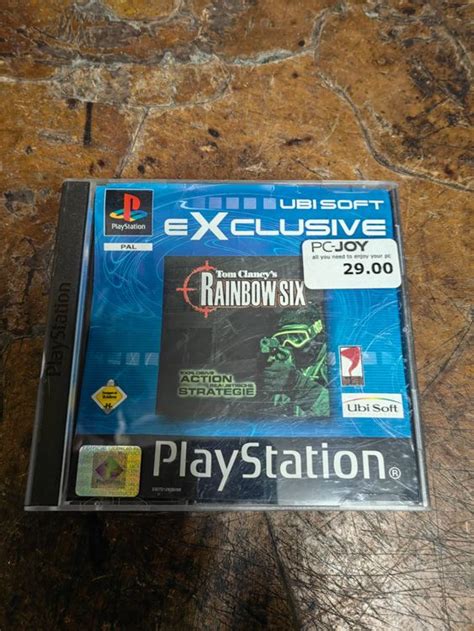 UBI SOFT
eXclusive
PlayStation
PAL
PC-JOY
all you need to enjoy your pc
29.00
Tom Clancy's
RAINBOW SIX
EXPLOSIVE
ACTION
STRATEGIE
Ubi Soft
PlayStation
PlayStation